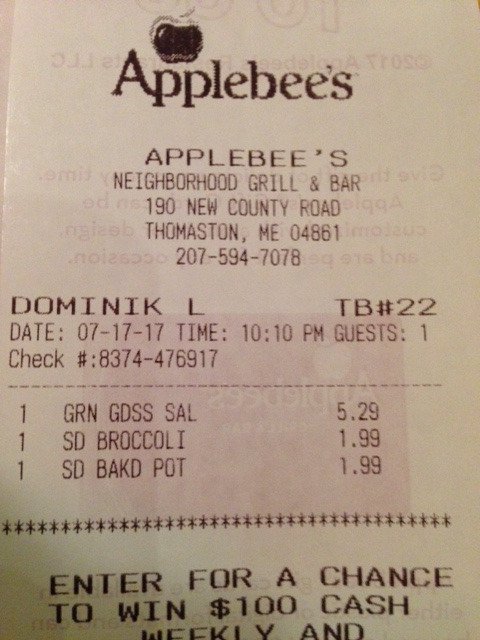 Applebee's
APPLEBEE'S
NEIGHBORHOOD GRILL & BAR
190 NEW COUNTY ROAD
THOMASTON, ME 04861
207-594-7078
DOMINIK L TB#22
DATE: 07-17-17 TIME: 10:10 PM GUESTS: 1
Check #:8374-476917
1 GRN GDSS SAL 5.29
1 SD BROCCOLI 1.99
1 SD BAKD POT 1.99
ENTER FOR A CHANCE
TO WIN $100 CASH
WEEKLY AND